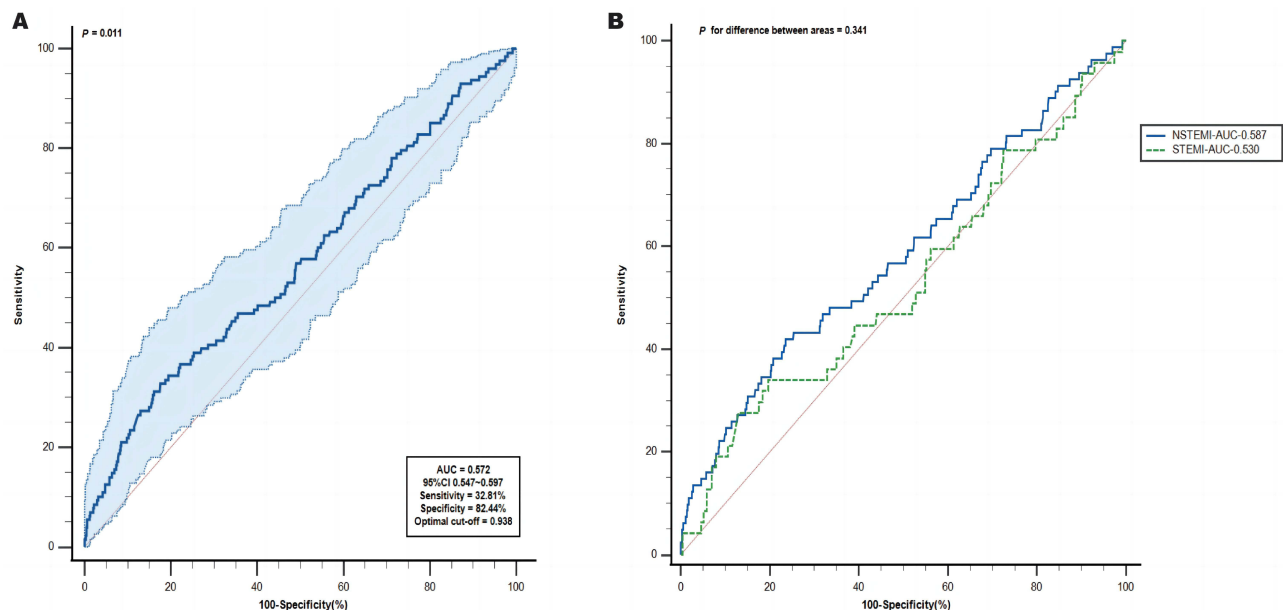 A
P = 0.011
100
80
60
40
20
0
Sensitivity
0
20
40
60
80
100
100-Specificity(%)
AUC = 0.572
95%CI 0.547~0.597
Sensitivity = 32.81%
Specificity = 82.44%
Optimal cut-off = 0.938
B
P for difference between areas = 0.341
100
80
60
40
20
0
Sensitivity
0
20
40
60
80
100
100-Specificity(%)
NSTEMI-AUC-0.587
STEMI-AUC-0.530